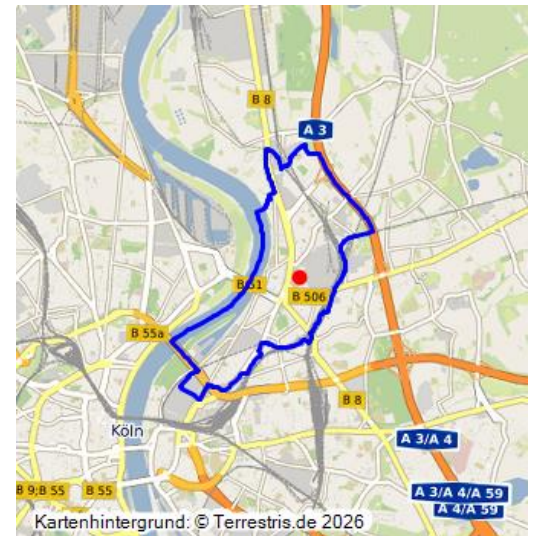 B 8
A 3
B 51
B 506
B 55a
B 8
Köln
A 3/A 4
B 9;B 55
B 55
A 3/A 4/A 59
A 4/A 59
Kartenhintergrund: © Terrestris.de 2026